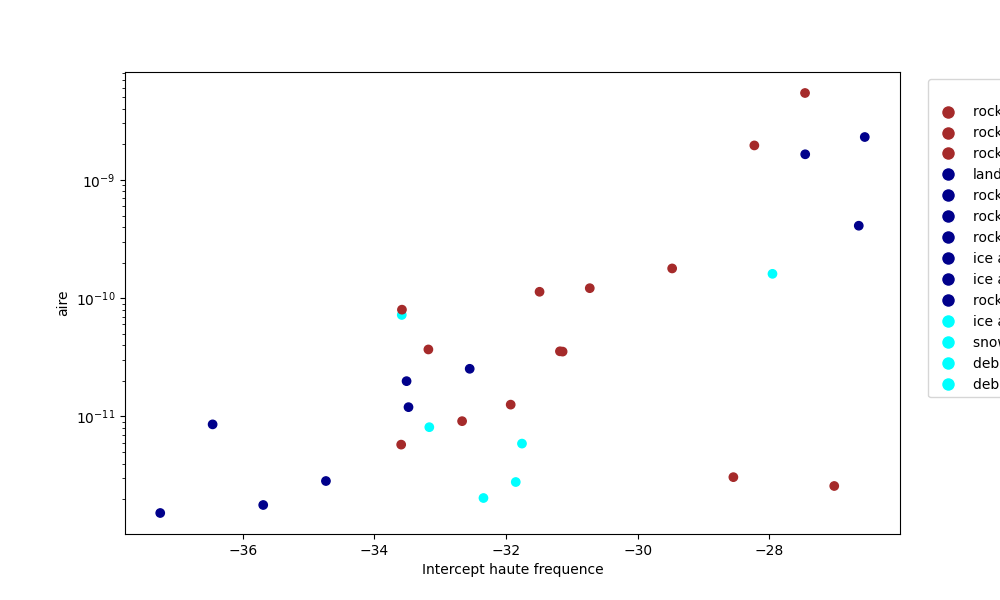 10⁻⁹
10⁻¹⁰
10⁻¹¹
aire
−36
−34
−32
−30
−28
Intercept haute frequence
rock
rock
rock
land
rock
rock
rock
ice a
ice a
rock
ice a
snow
deb
deb